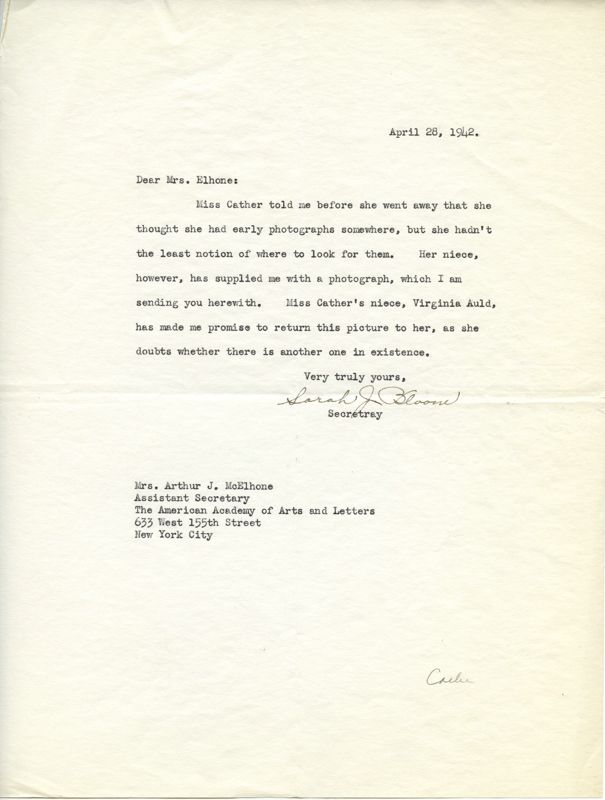 April 28, 1942.
Dear Mrs. Elhone:
Miss Cather told me before she went away that she
thought she had early photographs somewhere, but she hadn't
the least notion of where to look for them. Her niece,
however, has supplied me with a photograph, which I am
sending you herewith. Miss Cather's niece, Virginia Auld,
has made me promise to return this picture to her, as she
doubts whether there is another one in existence.
Very truly yours,
Sarah J. Bloom
Secretray
Mrs. Arthur J. McElhone
Assistant Secretary
The American Academy of Arts and Letters
633 West 155th Street
New York City